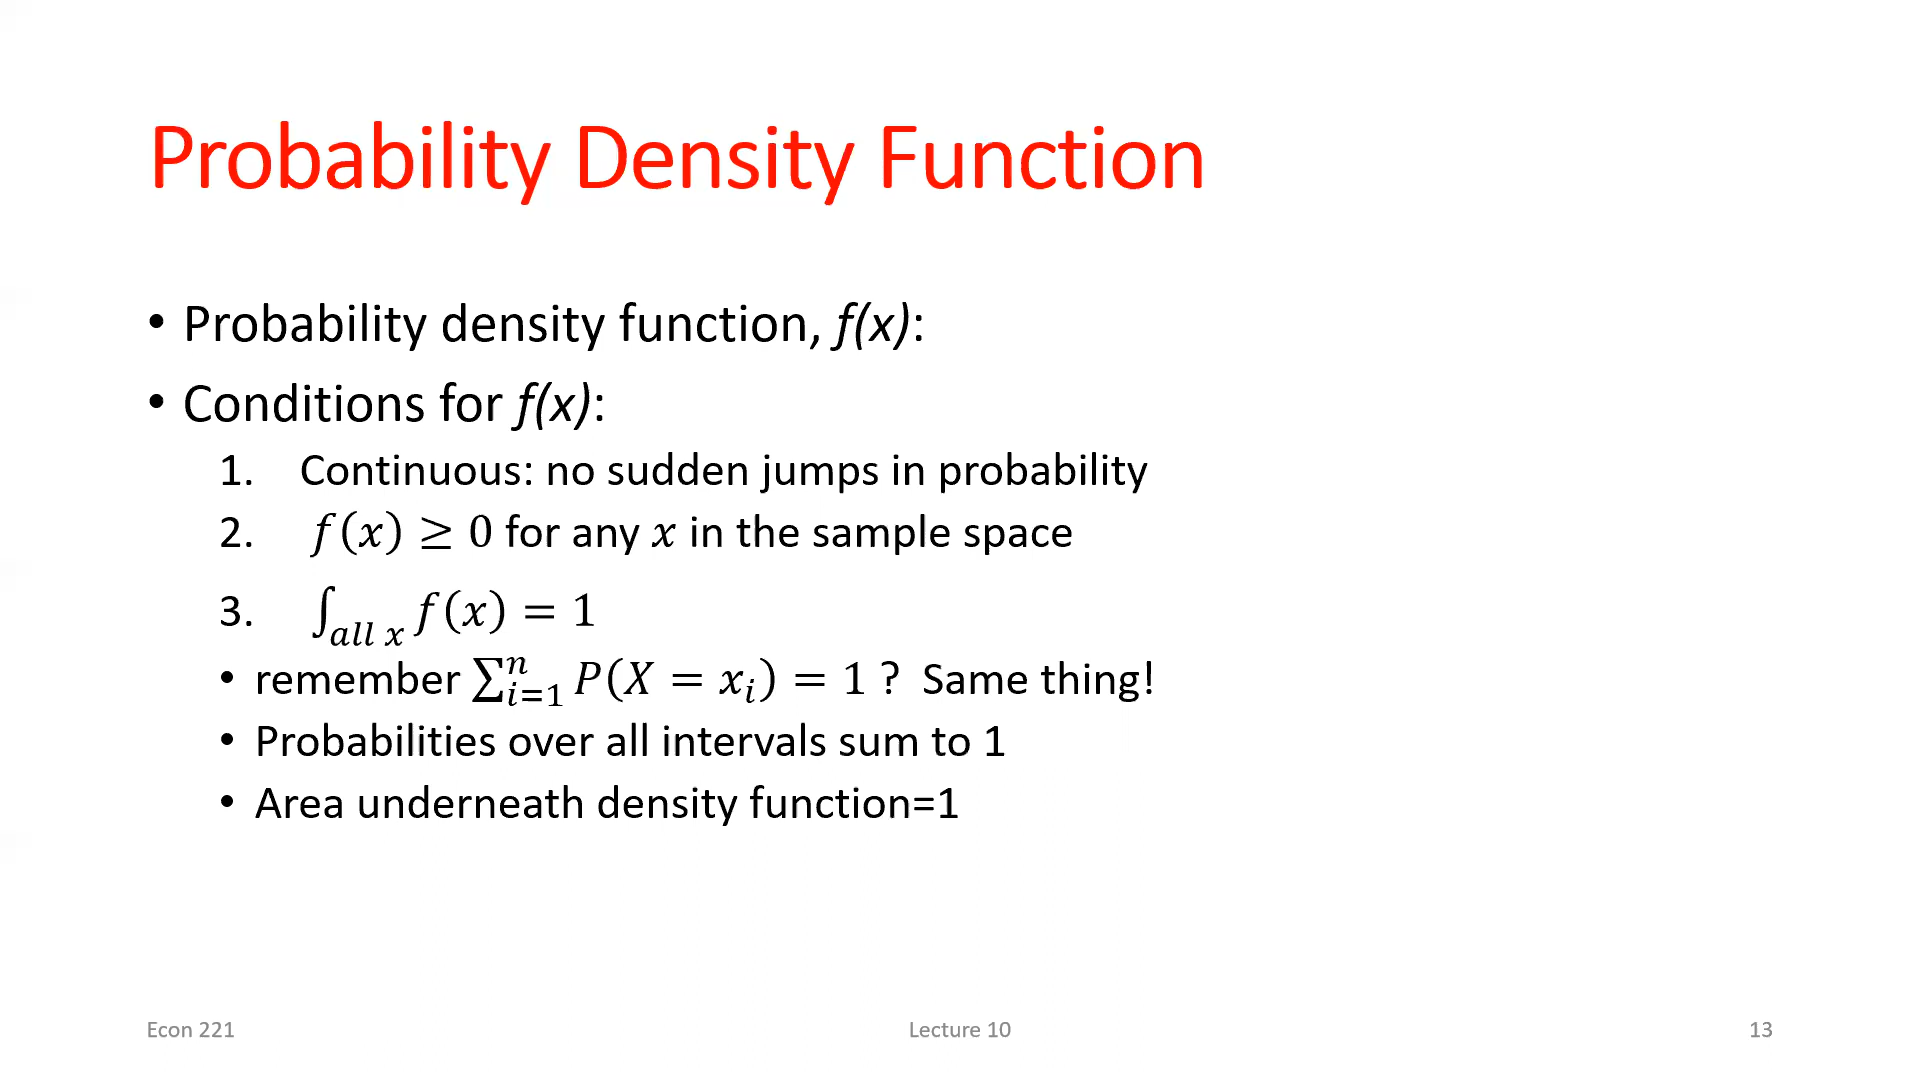 Probability Density Function
• Probability density function, f(x):
• Conditions for f(x):
1. Continuous: no sudden jumps in probability
2. f(x) ≥ 0 for any x in the sample space
3. ∫_{all x} f(x) = 1
• remember ∑_{i=1}^{n} P(X = x_i) = 1 ? Same thing!
• Probabilities over all intervals sum to 1
• Area underneath density function=1
Econ 221
Lecture 10
13